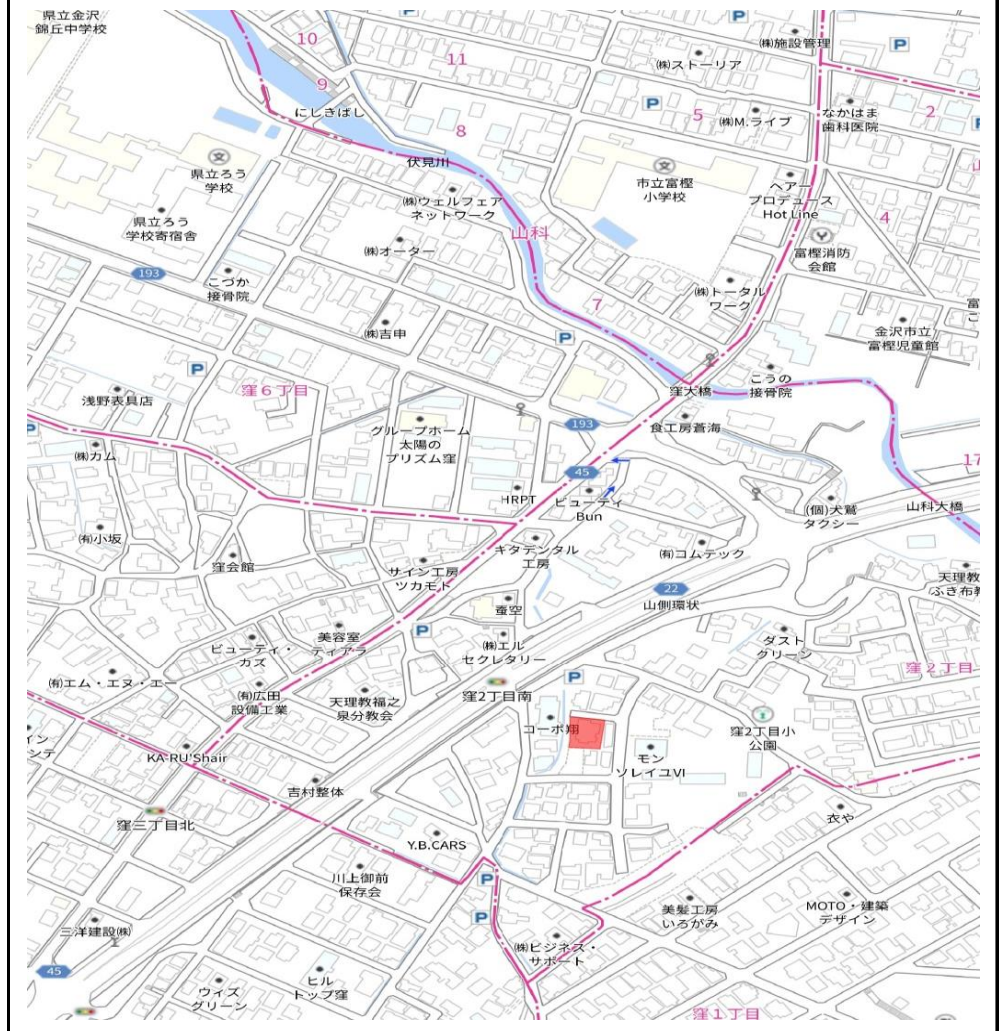 県立金沢
錦丘中学校
10
11
9
8
にしきばし
㈱ストーリア
㈱施設管理
P
P
5
㈱M.ライブ
なかはま
歯科医院
2
伏見川
県立ろう
学校
県立ろう
学校寄宿舎
㈱ウェルフェア
ネットワーク
山科
市立富樫
小学校
ヘアー
プロデュース
Hot Line
4
富樫消防
会館
193
こづか
接骨院
㈱オーター
㈱吉申
7
㈱トータル
ワーク
金沢市立
富樫児童館
P
P
窪大橋
こうの
接骨院
浅野表具店
窪6丁目
グループホーム
太陽の
プリズム窪
193
食工房蒼海
㈱カム
45
HRPT
ビューティ
Bun
17
(個)犬鷲
タクシー
山科大橋
㈲小坂
窪会館
キタデンタル
工房
㈲コムテック
サイン工房
ツカモト
22
山側環状
天理教
ふき布教
蚕空
P
美容室
ティアラ
ビューティ・
カズ
㈱エル
セクレタリー
ダスト
グリーン
窪2丁目
㈲エム・エヌ・エー
㈲広田
設備工業
天理教福之
泉分教会
窪2丁目南
P
コーポ翔
モン
ソレイユⅥ
窪2丁目小
公園
KA·RU'Shair
吉村整体
窪三丁目北
Y.B.CARS
衣や
川上御前
保存会
P
P
美髪工房
いろがみ
MOTO・建築
デザイン
三洋建設㈱
㈱ビジネス・
サポート
45
ウィズ
グリーン
ヒル
トップ窪
窪1丁目